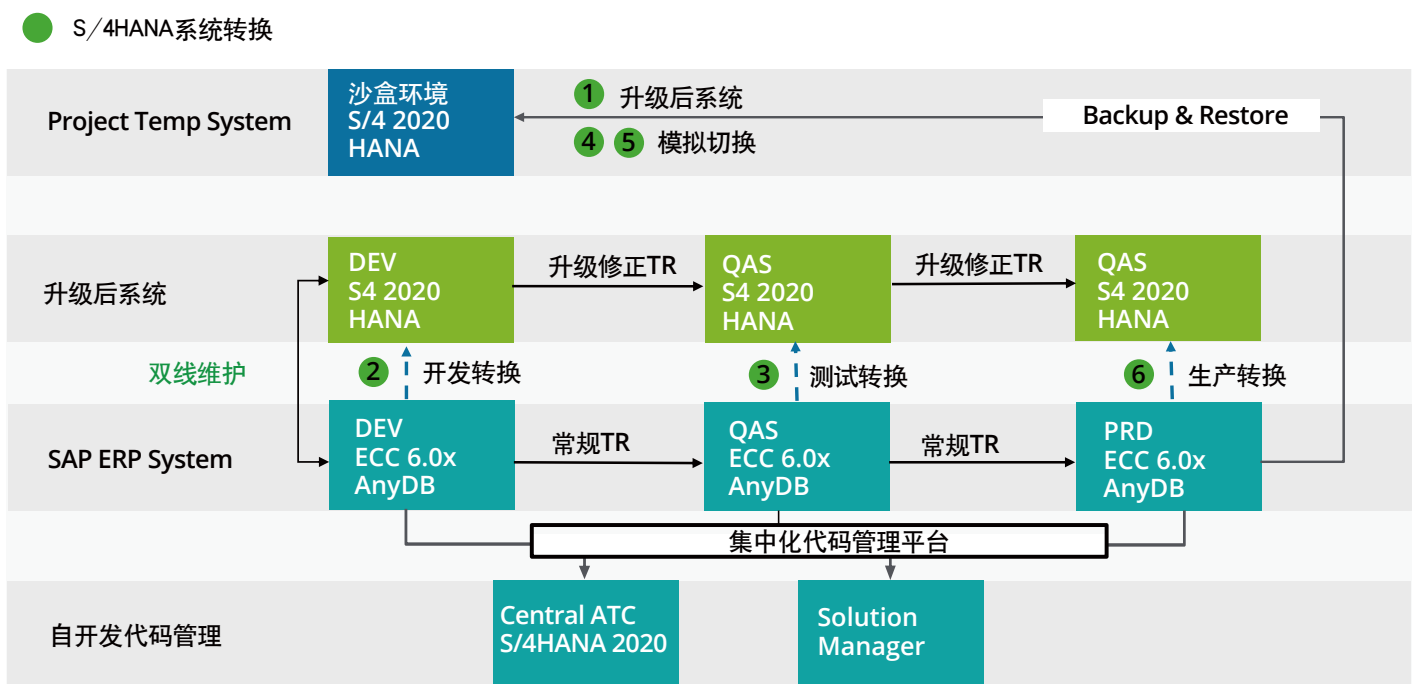 S/4HANA系统转换
Project Temp System
沙盒环境
S/4 2020
HANA
1 升级后系统
4 5 模拟切换
Backup & Restore
升级后系统
DEV
S4 2020
HANA
升级修正TR
QAS
S4 2020
HANA
升级修正TR
QAS
S4 2020
HANA
双线维护
2 开发转换
3 测试转换
6 生产转换
SAP ERP System
DEV
ECC 6.0x
AnyDB
常规TR
QAS
ECC 6.0x
AnyDB
常规TR
PRD
ECC 6.0x
AnyDB
集中化代码管理平台
自开发代码管理
Central ATC
S/4HANA 2020
Solution
Manager